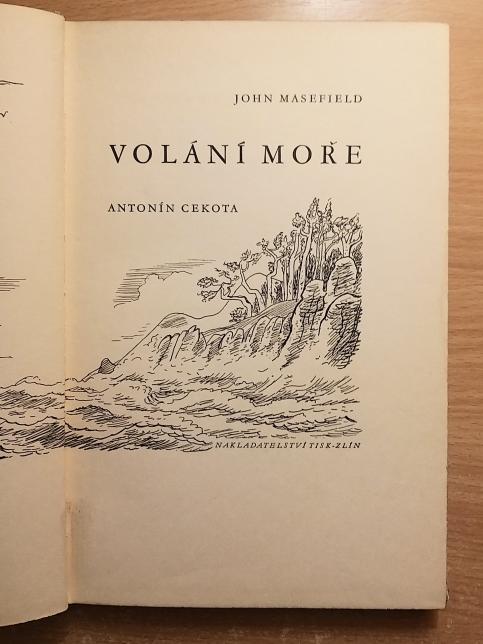 JOHN MASEFIELD
VOLÁNÍ MOŘE
ANTONÍN CEKOTA
NAKLADATELSTVÍ TISK-ZLÍN